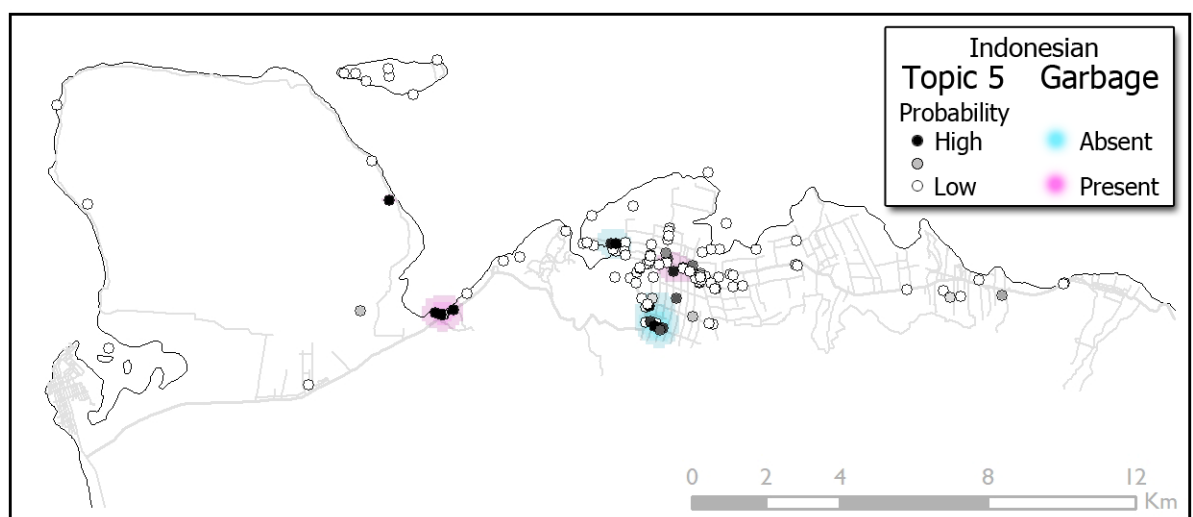 Indonesian
Topic 5 Garbage
Probability
High Absent
Low Present
0 2 4 8 12
Km